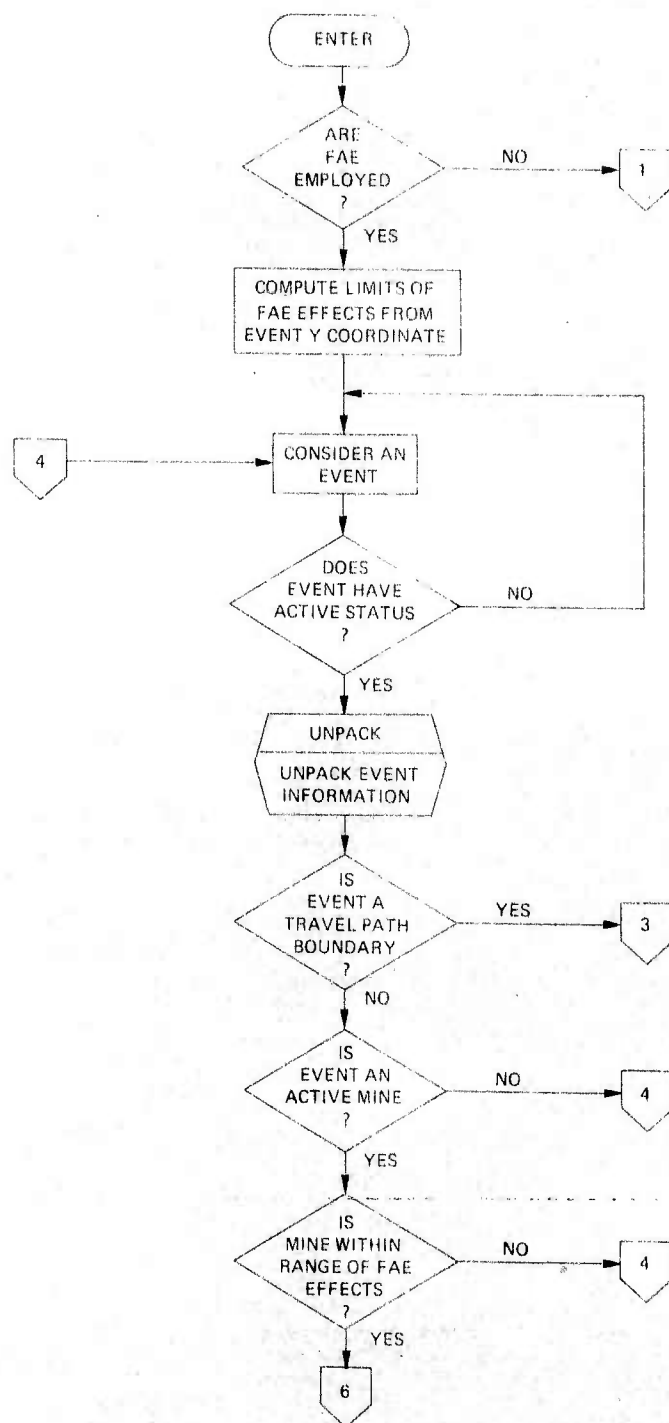 ENTER
ARE
FAE
EMPLOYED
?
NO
1
YES
COMPUTE LIMITS OF
FAE EFFECTS FROM
EVENT Y COORDINATE
4
CONSIDER AN
EVENT
DOES
EVENT HAVE
ACTIVE STATUS
?
NO
YES
UNPACK
UNPACK EVENT
INFORMATION
IS
EVENT A
TRAVEL PATH
BOUNDARY
?
YES
3
NO
IS
EVENT AN
ACTIVE MINE
?
NO
4
YES
IS
MINE WITHIN
RANGE OF FAE
EFFECTS
?
NO
4
YES
6